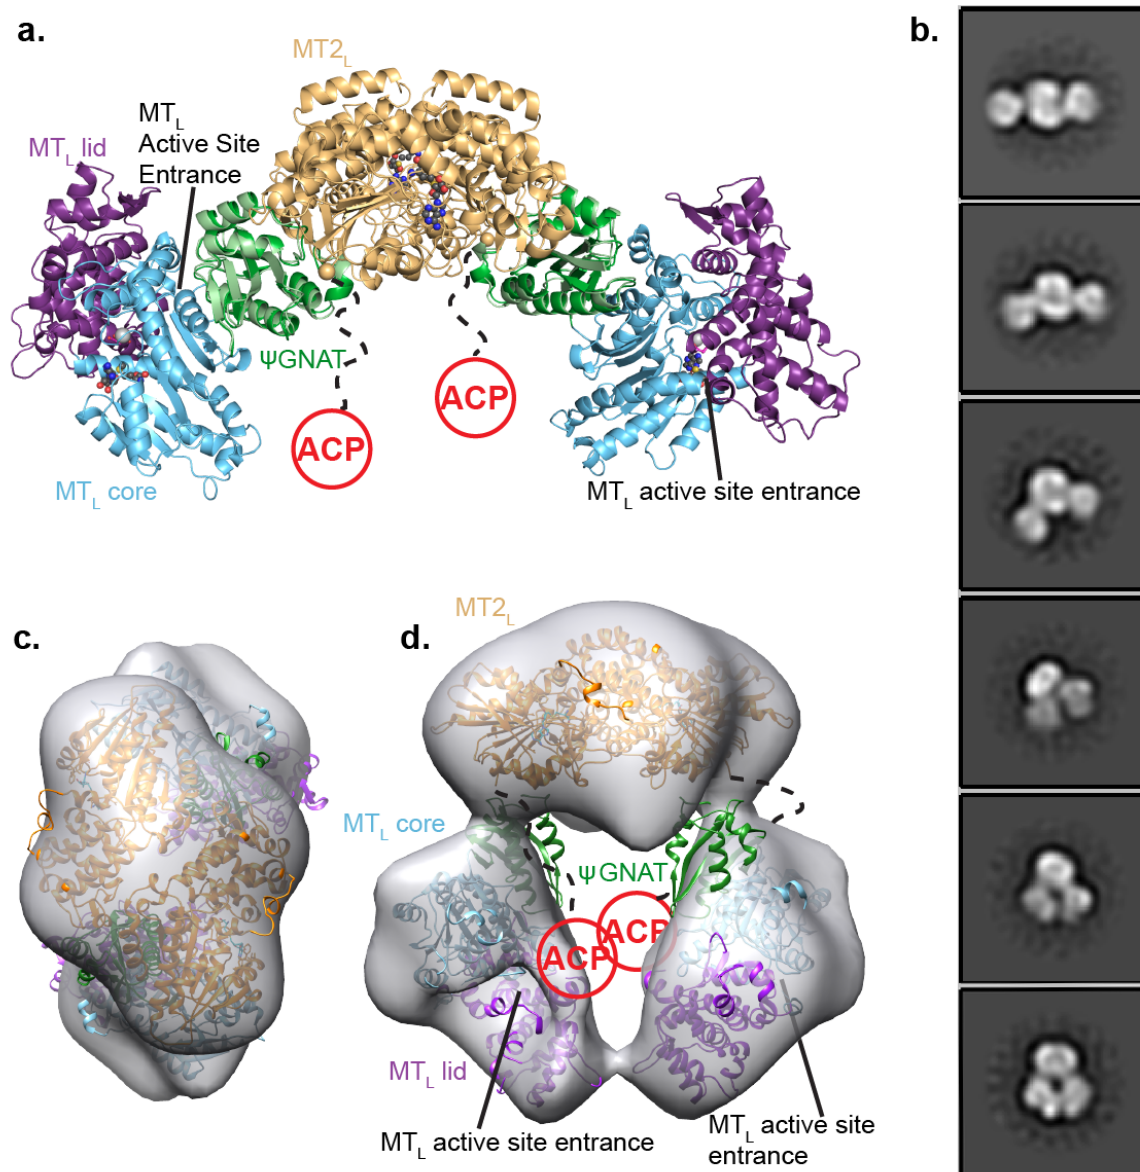 a.
MT2L
MTL
Active Site
Entrance
MTL lid
ΨGNAT
ACP
ACP
MTL core
MTL active site entrance
b.
c.
d.
MT2L
MTL core
ΨGNAT
ACP
ACP
MTL lid
MTL active site entrance
MTL active site
entrance